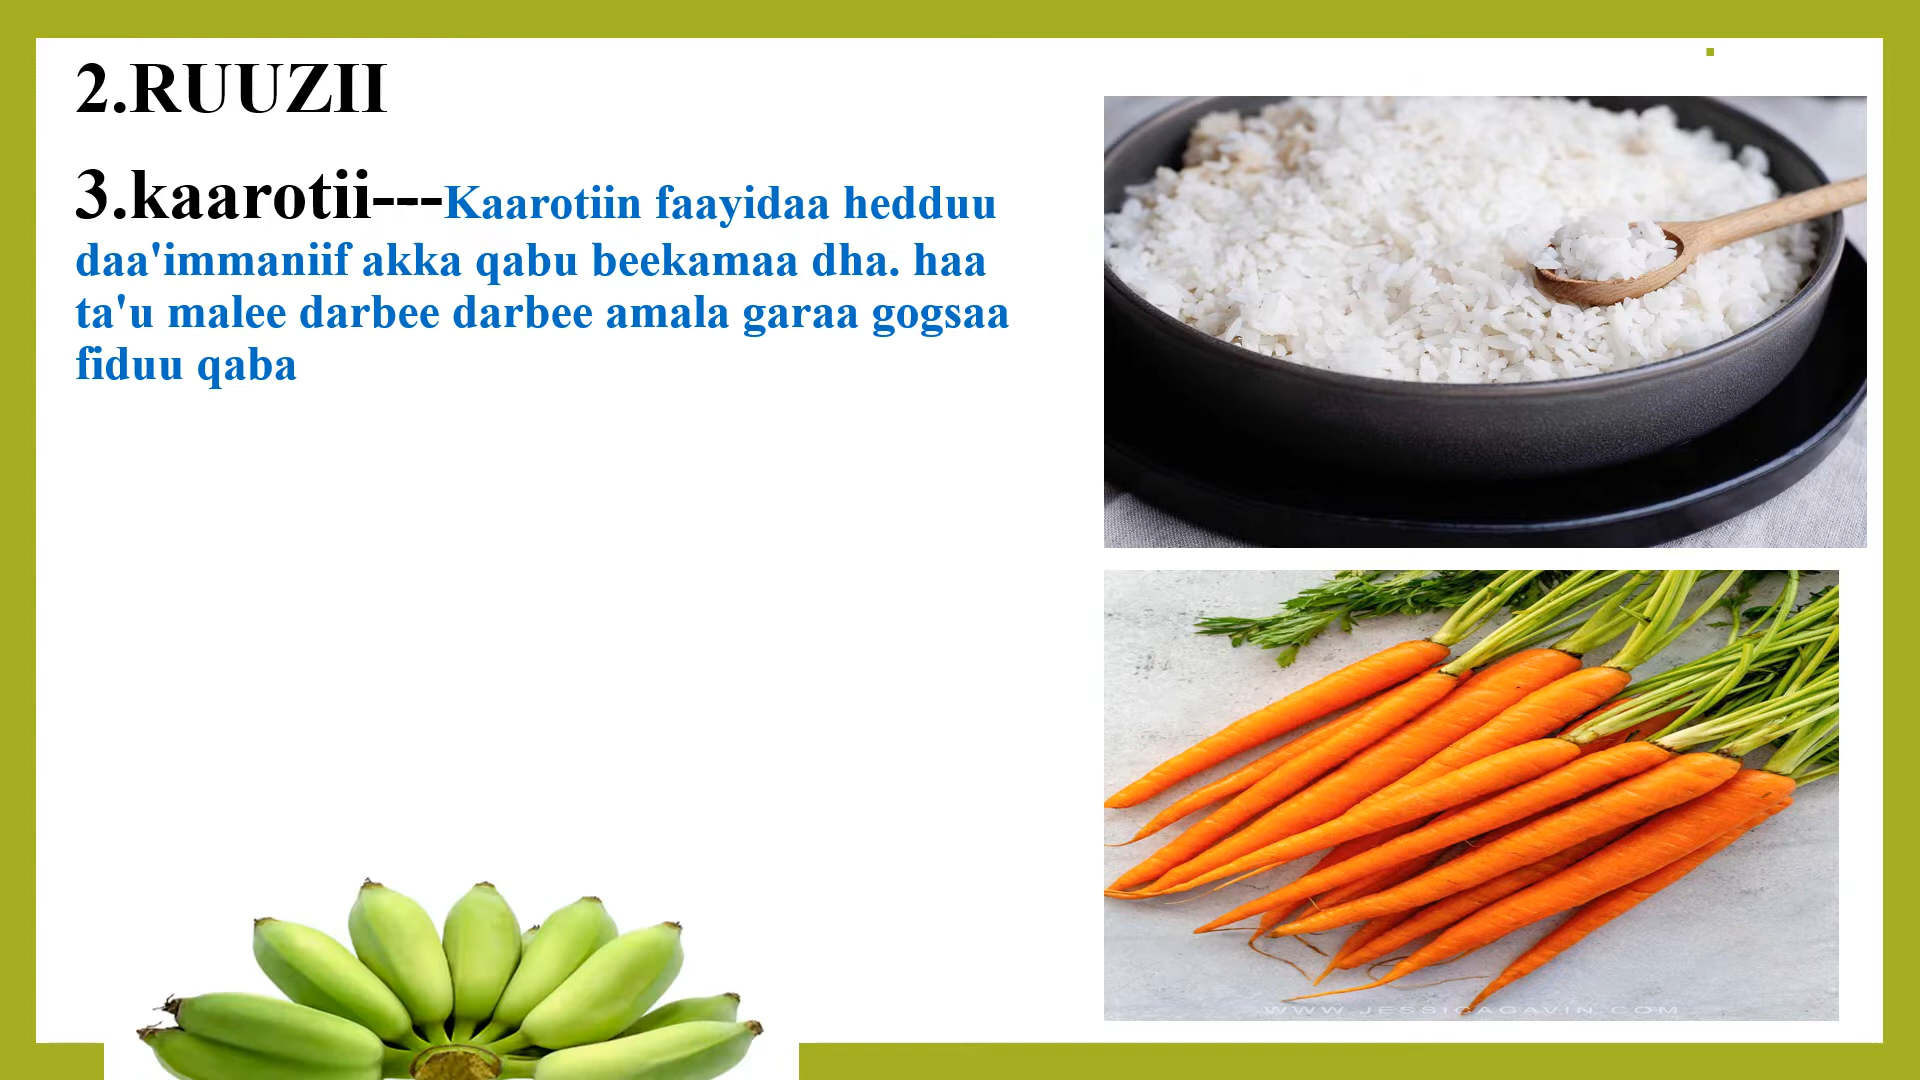 2.RUUZII
3.kaarotii---Kaarotiin faayidaa hedduu
daa'immaniif akka qabu beekamaa dha. haa
ta'u malee darbee darbee amala garaa gogsaa
fiduu qaba
WWW.JESSICAGAVIN.COM